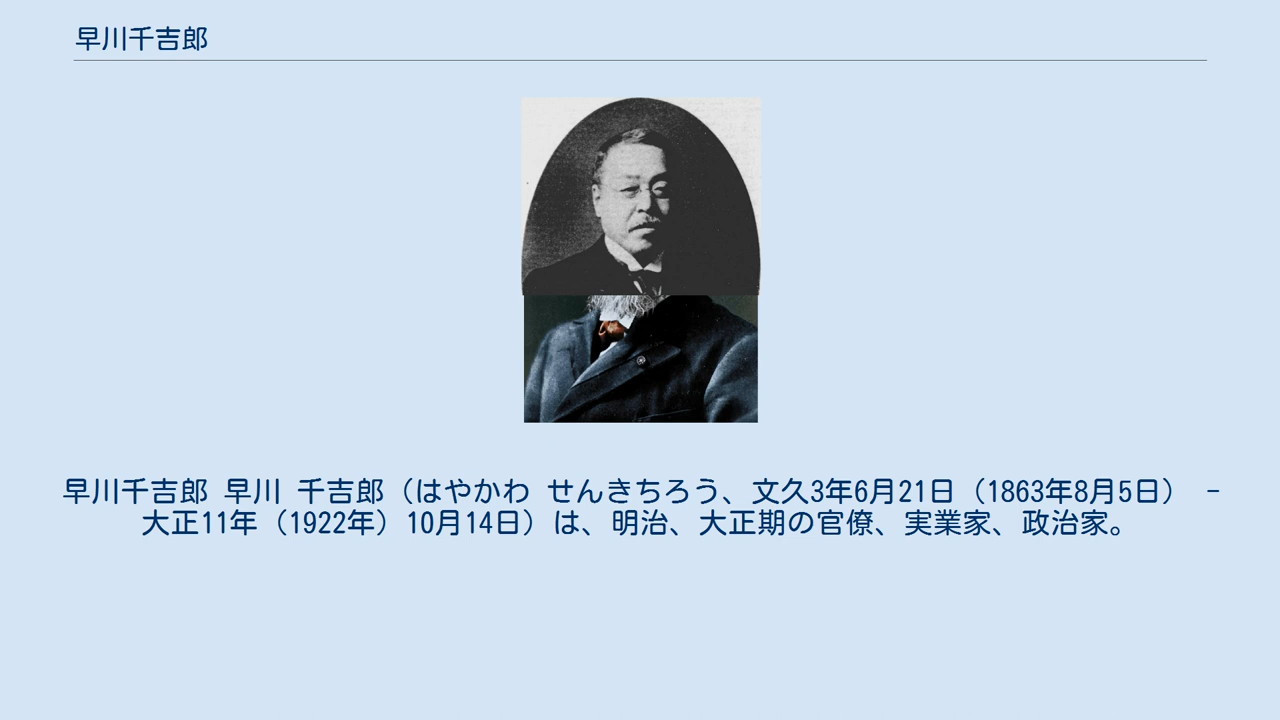 早川千吉郎
早川千吉郎 早川 千吉郎（はやかわ せんきちろう、文久3年6月21日（1863年8月5日） -
大正11年（1922年）10月14日）は、明治、大正期の官僚、実業家、政治家。